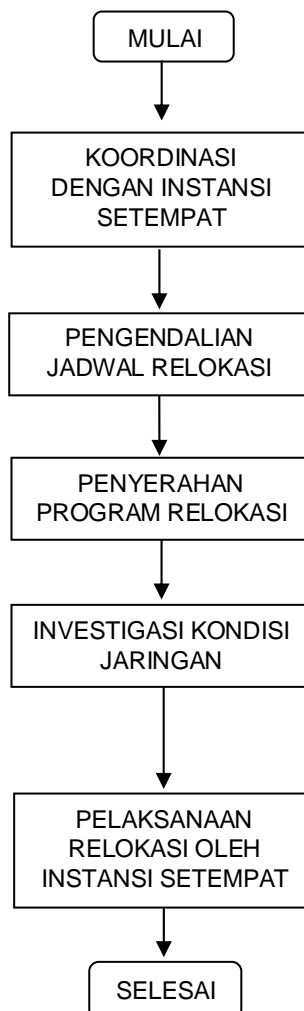 MULAI
KOORDINASI
DENGAN INSTANSI
SETEMPAT
PENGENDALIAN
JADWAL RELOKASI
PENYERAHAN
PROGRAM RELOKASI
INVESTIGASI KONDISI
JARINGAN
PELAKSANAAN
RELOKASI OLEH
INSTANSI SETEMPAT
SELESAI